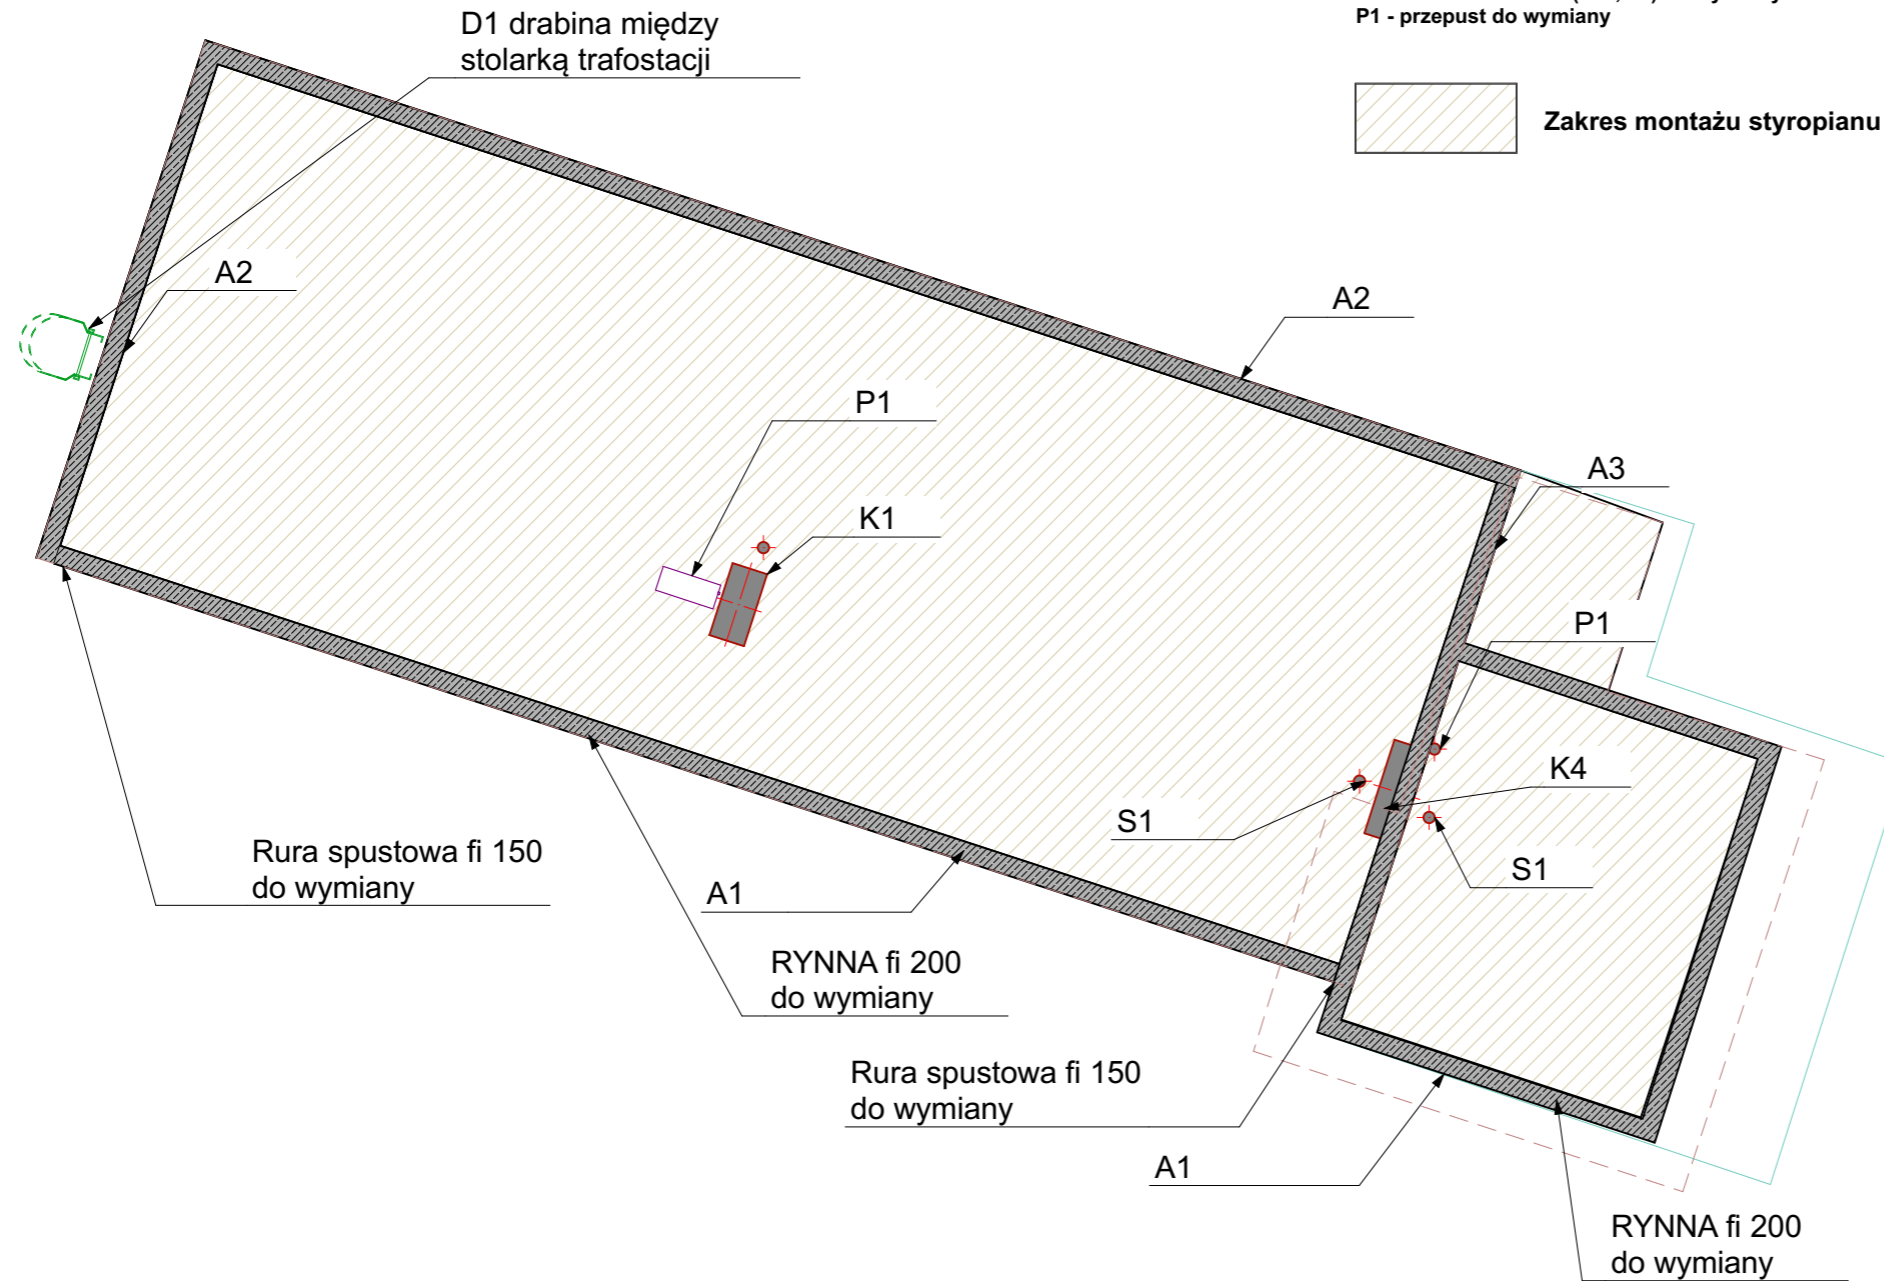 P1 - przepust do wymiany
Zakres montażu styropianu
D1 drabina między
stolarką trafostacji
A2
A2
P1
A3
K1
P1
K4
S1
S1
Rura spustowa fi 150
do wymiany
A1
RYNNA fi 200
do wymiany
Rura spustowa fi 150
do wymiany
A1
RYNNA fi 200
do wymiany